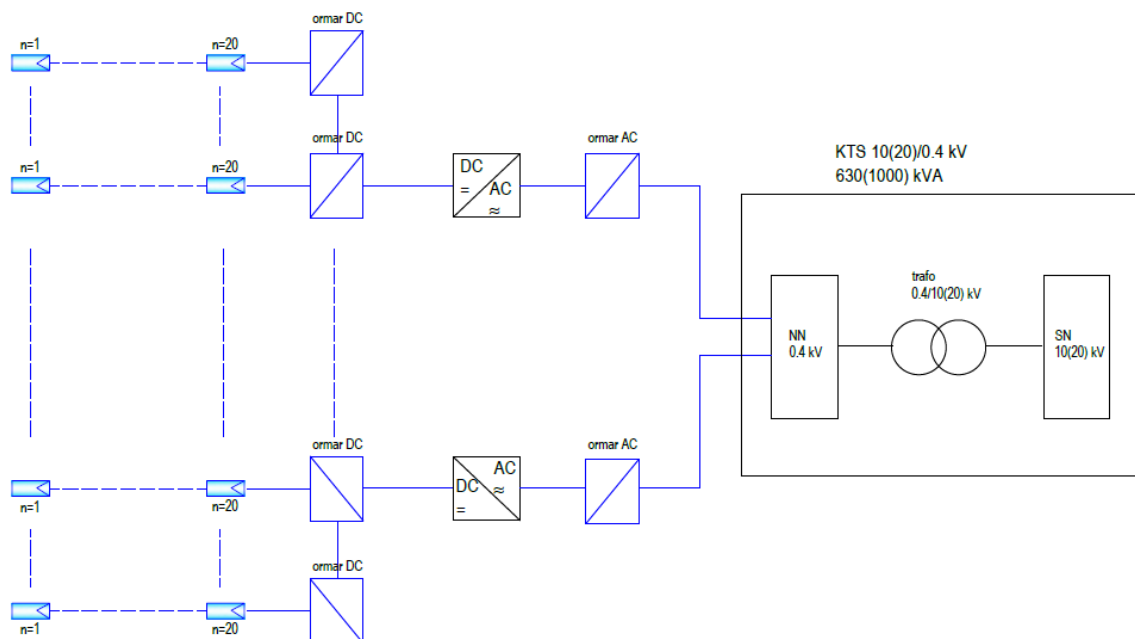 ormar DC
n=1
n=20
ormar DC
ormar AC
n=1
n=20
DC
=
AC
≈
KTS 10(20)/0.4 kV
630(1000) kVA
trafo
0.4/10(20) kV
NN
0.4 kV
SN
10(20) kV
ormar DC
ormar AC
AC
≈
DC
=
n=1
n=20
ormar DC
n=1
n=20